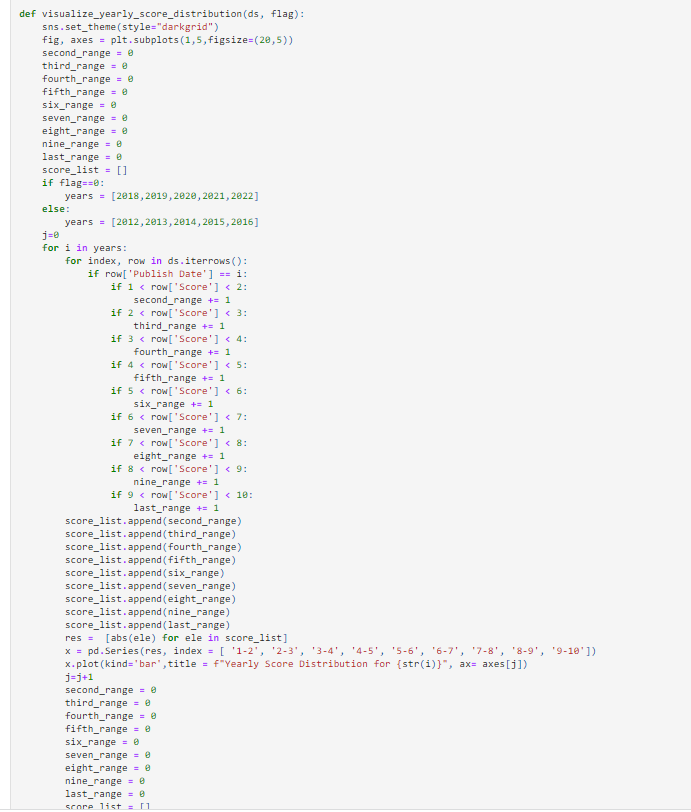 def visualize_yearly_score_distribution(ds, flag):
    sns.set_theme(style="darkgrid")
    fig, axes = plt.subplots(1,5,figsize=(20,5))
    second_range = 0
    third_range = 0
    fourth_range = 0
    fifth_range = 0
    six_range = 0
    seven_range = 0
    eight_range = 0
    nine_range = 0
    last_range = 0
    score_list = []
    if flag==0:
        years = [2018,2019,2020,2021,2022]
    else:
        years = [2012,2013,2014,2015,2016]
    j=0
    for i in years:
        for index, row in ds.iterrows():
            if row['Publish Date'] == i:
                if 1 < row['Score'] < 2:
                    second_range += 1
                if 2 < row['Score'] < 3:
                    third_range += 1
                if 3 < row['Score'] < 4:
                    fourth_range += 1
                if 4 < row['Score'] < 5:
                    fifth_range += 1
                if 5 < row['Score'] < 6:
                    six_range += 1
                if 6 < row['Score'] < 7:
                    seven_range += 1
                if 7 < row['Score'] < 8:
                    eight_range += 1
                if 8 < row['Score'] < 9:
                    nine_range += 1
                if 9 < row['Score'] < 10:
                    last_range += 1
        score_list.append(second_range)
        score_list.append(third_range)
        score_list.append(fourth_range)
        score_list.append(fifth_range)
        score_list.append(six_range)
        score_list.append(seven_range)
        score_list.append(eight_range)
        score_list.append(nine_range)
        score_list.append(last_range)
        res =  [abs(ele) for ele in score_list]
        x = pd.Series(res, index = [ '1-2', '2-3', '3-4', '4-5', '5-6', '6-7', '7-8', '8-9', '9-10'])
        x.plot(kind='bar',title = f"Yearly Score Distribution for {str(i)}", ax= axes[j])
        j=j+1
        second_range = 0
        third_range = 0
        fourth_range = 0
        fifth_range = 0
        six_range = 0
        seven_range = 0
        eight_range = 0
        nine_range = 0
        last_range = 0
        score_list = []